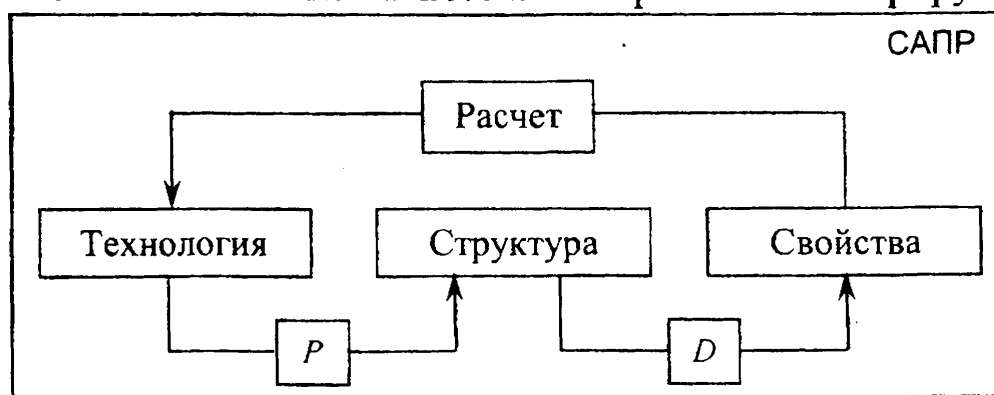 САПР
Расчет
Технология
Структура
Свойства
P
D